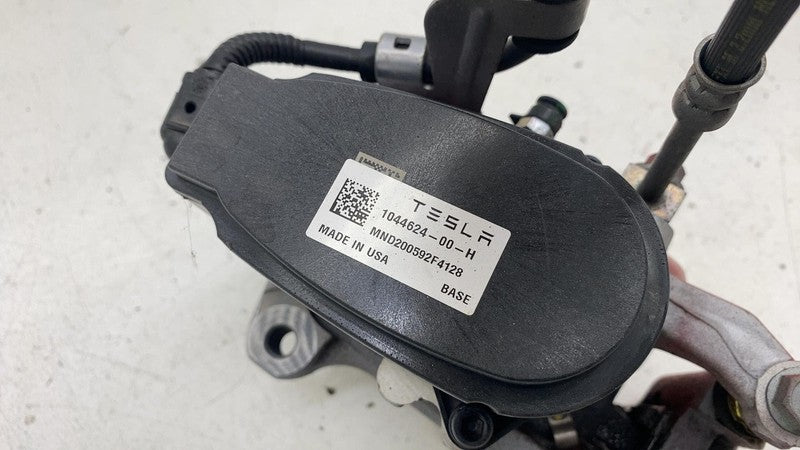 TESLA
1044624-00-H
MND200592F4128
MADE IN USA
BASE